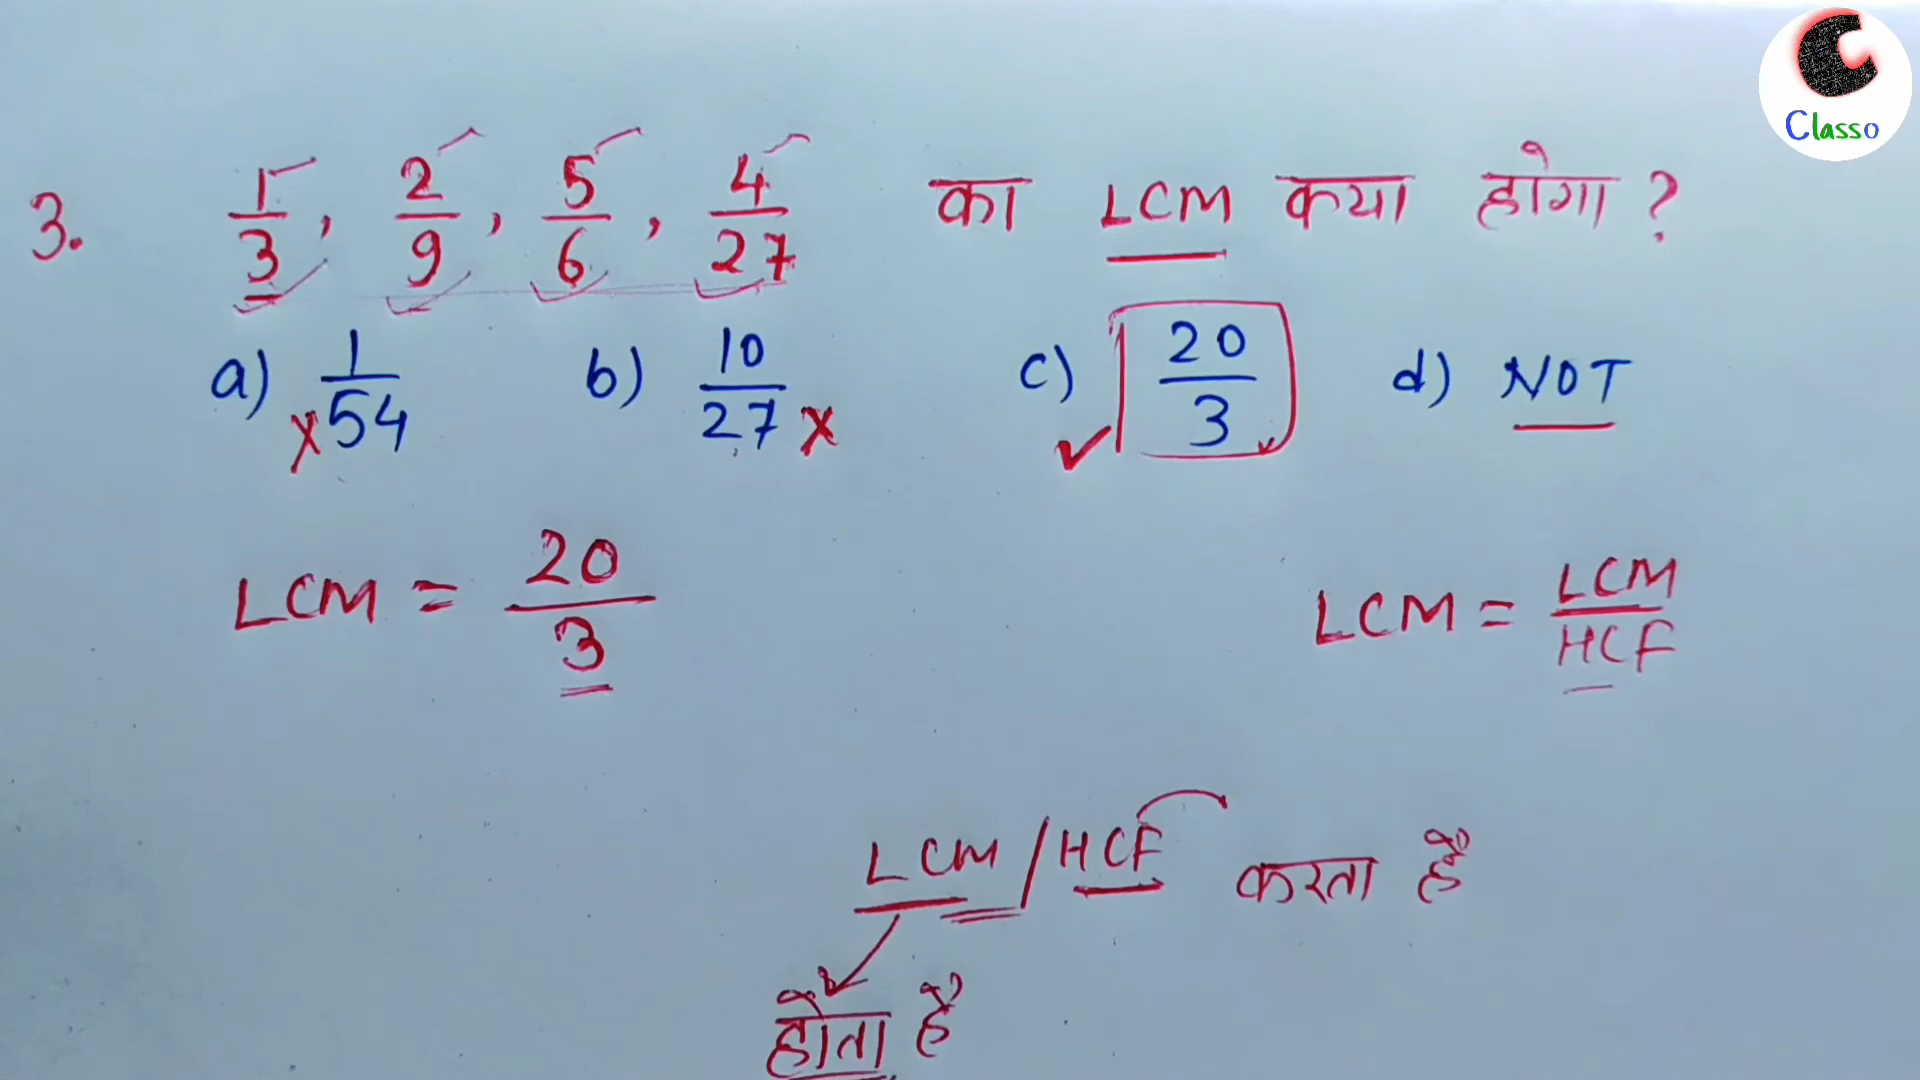 C
Classo
3. 1/3, 2/9, 5/6, 4/27 का LCM क्या होगा ?
a) 1/54 b) 10/27 c) 20/3 d) NOT
LCM = 20/3 LCM = LCM/HCF
LCM / HCF करता है
होता है